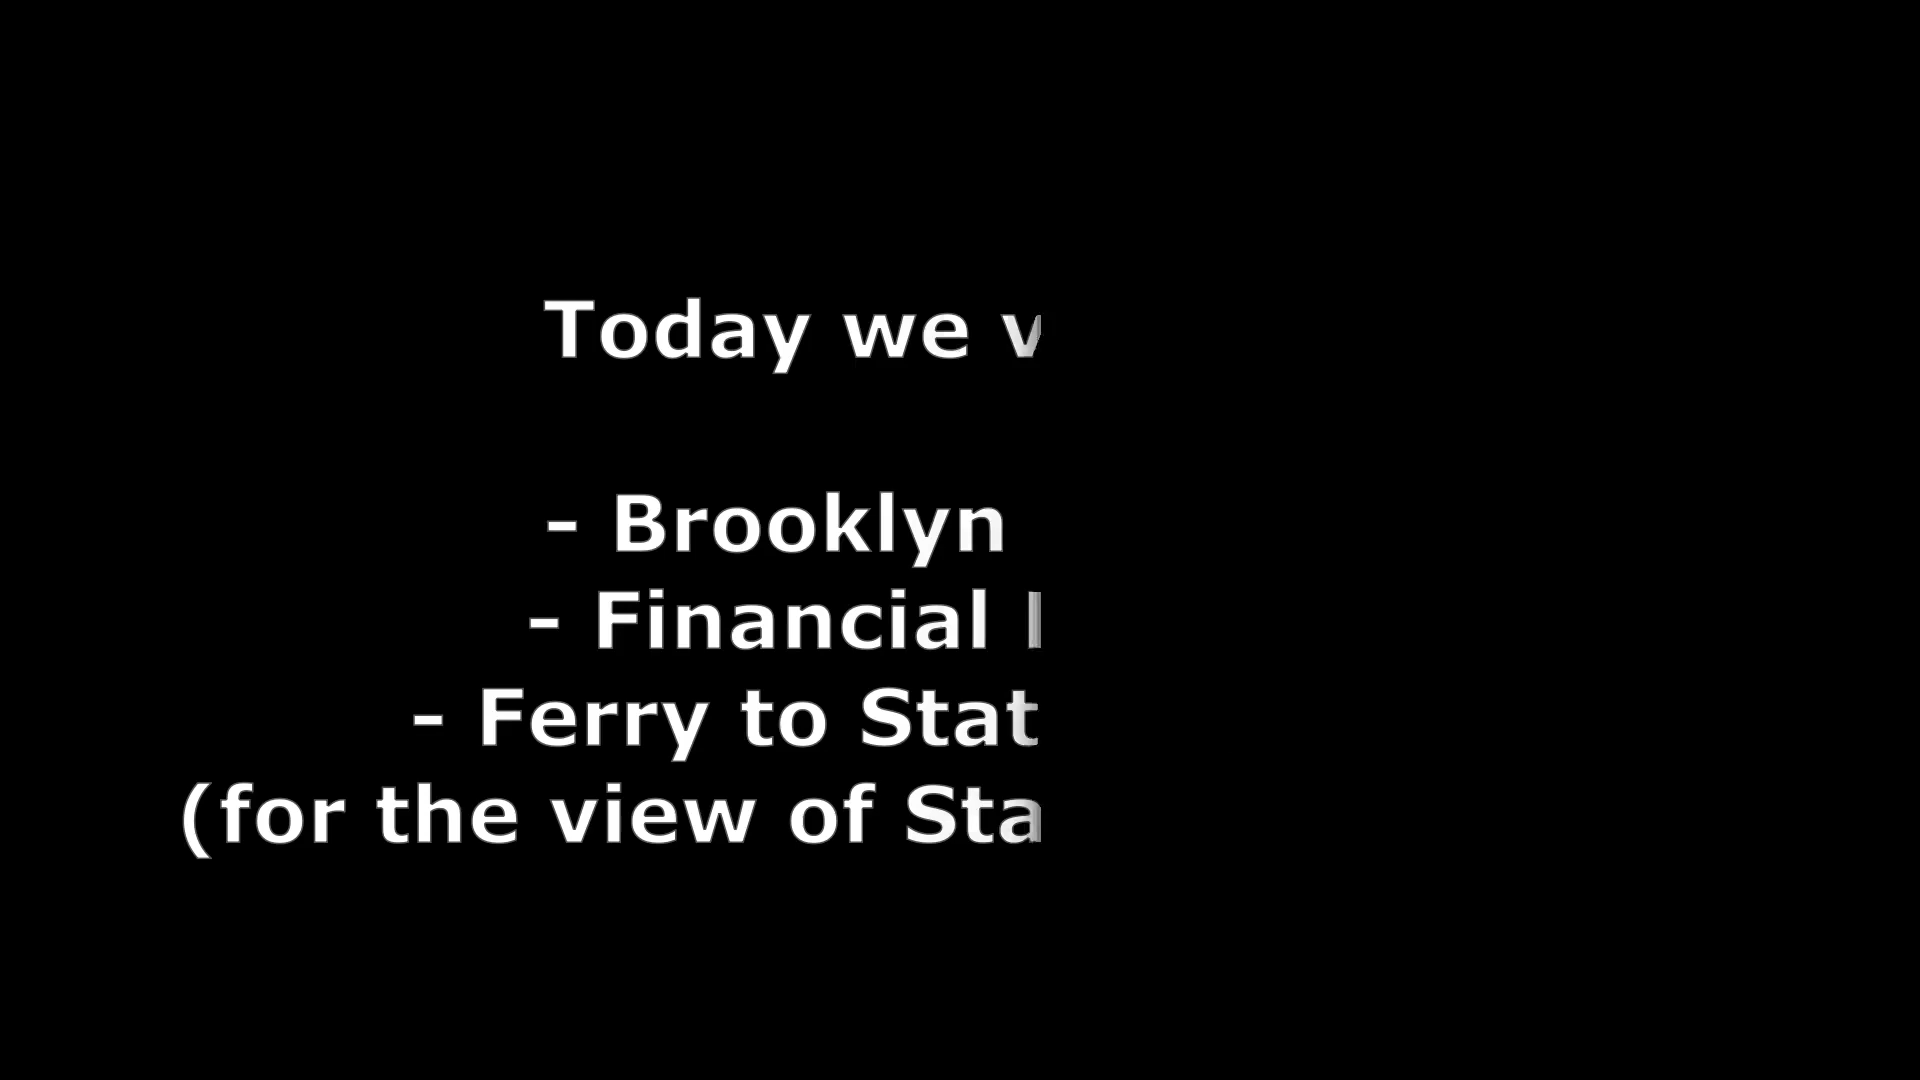 Today we
- Brooklyn
- Financial
- Ferry to Stat
(for the view of Sta